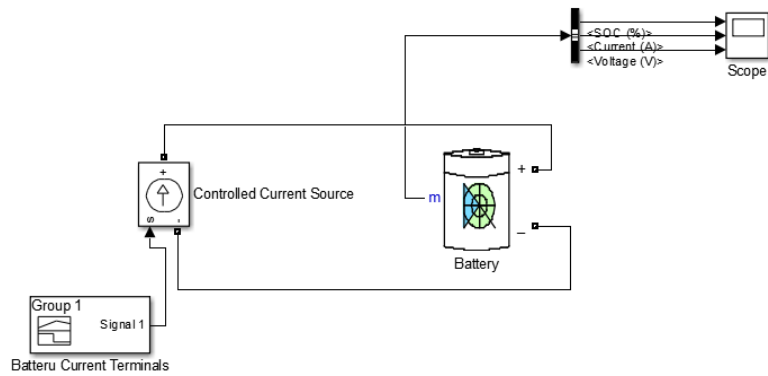 <SOC (%)>
<Current (A)>
<Voltage (V)>
Scope
+
Controlled Current Source
s
-
m
+
_
Battery
Group 1
Signal 1
Batteru Current Terminals